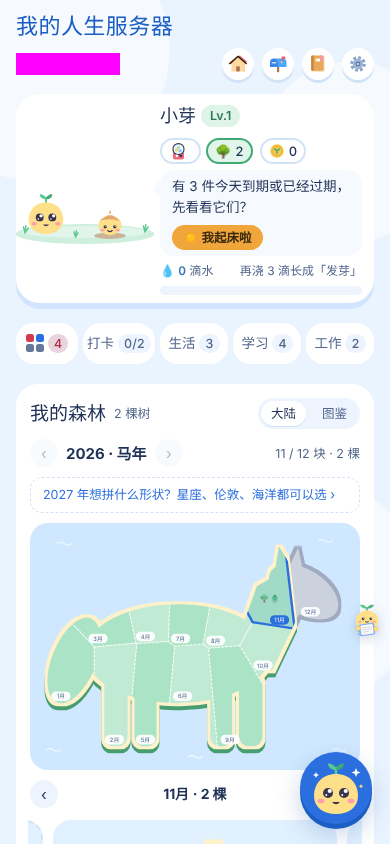 我的人生服务器
小芽 Lv.1
2 0
有 3 件今天到期或已经过期，
先看看它们?
我起床啦
0 滴水 再浇 3 滴长成「发芽」
4 打卡 0/2 生活 3 学习 4 工作 2
我的森林 2 棵树 大陆 图鉴
‹ 2026 · 马年 › 11 / 12 块 · 2 棵
2027 年想拼什么形状？星座、伦敦、海洋都可以选 ›
12月
11月
3月 4月 7月 8月
10月
1月 6月
2月 5月 9月
‹ 11月 · 2 棵